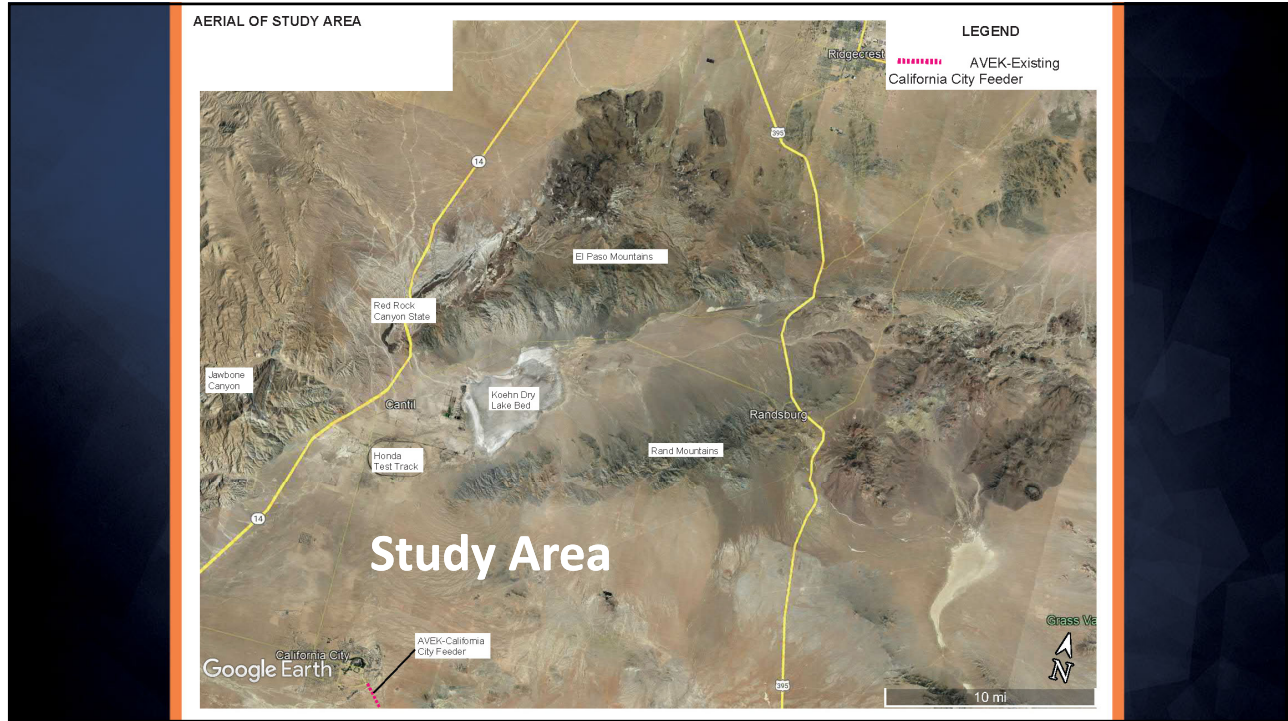 AERIAL OF STUDY AREA
LEGEND
AVEK-Existing
California City Feeder
Ridgecrest
395
14
El Paso Mountains
Red Rock
Canyon State
Jawbone
Canyon
Koehn Dry
Lake Bed
Cantil
Randsburg
Honda
Test Track
Rand Mountains
14
Study Area
Grass Va
AVEK-California
City Feeder
California City
Google Earth
N
395
10 mi